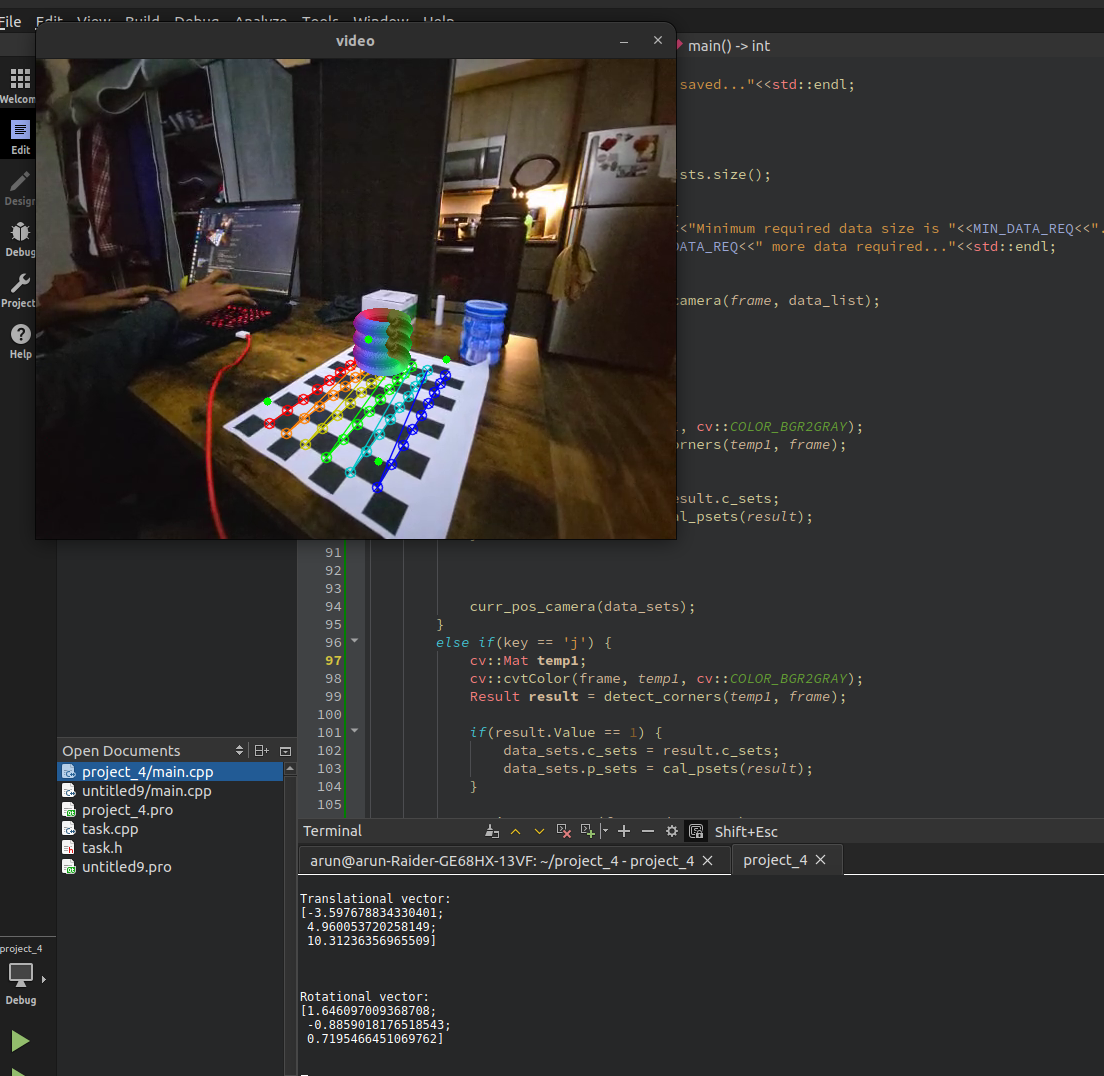 File Edit View Build Debug Analyze Tools Window Help
video
main() -> int
Welcom
Edit
Design
Debug
Project
Help
saved..."<<std::endl;
sts.size();
<"Minimum required data size is "<<MIN_DATA_REQ<<".
DATA_REQ<<" more data required..."<<std::endl;
amera(frame, data_list);
, cv::COLOR_BGR2GRAY);
orners(temp1, frame);
esult.c_sets;
al_psets(result);
91
92
93
94 curr_pos_camera(data_sets);
95 }
96 else if(key == 'j') {
97 cv::Mat temp1;
98 cv::cvtColor(frame, temp1, cv::COLOR_BGR2GRAY);
99 Result result = detect_corners(temp1, frame);
100
101 if(result.Value == 1) {
102 data_sets.c_sets = result.c_sets;
103 data_sets.p_sets = cal_psets(result);
104 }
105
Open Documents
project_4/main.cpp
untitled9/main.cpp
project_4.pro
task.cpp
task.h
untitled9.pro
project_4
Debug
Terminal
Shift+Esc
arun@arun-Raider-GE68HX-13VF: ~/project_4 - project_4
project_4
Translational vector:
[-3.597678834330401;
4.960053720258149;
10.31236356965509]
Rotational vector:
[1.646097009368708;
-0.8859018176518543;
0.7195466451069762]